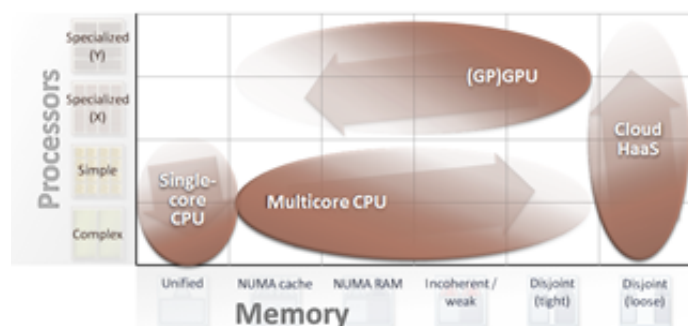 Processors
Specialized
(Y)
Specialized
(X)
Simple
Complex
(GP)GPU
Cloud
HaaS
Single-
core
CPU
Multicore CPU
Unified
NUMA cache
NUMA RAM
Incoherent /
weak
Disjoint
(tight)
Disjoint
(loose)
Memory